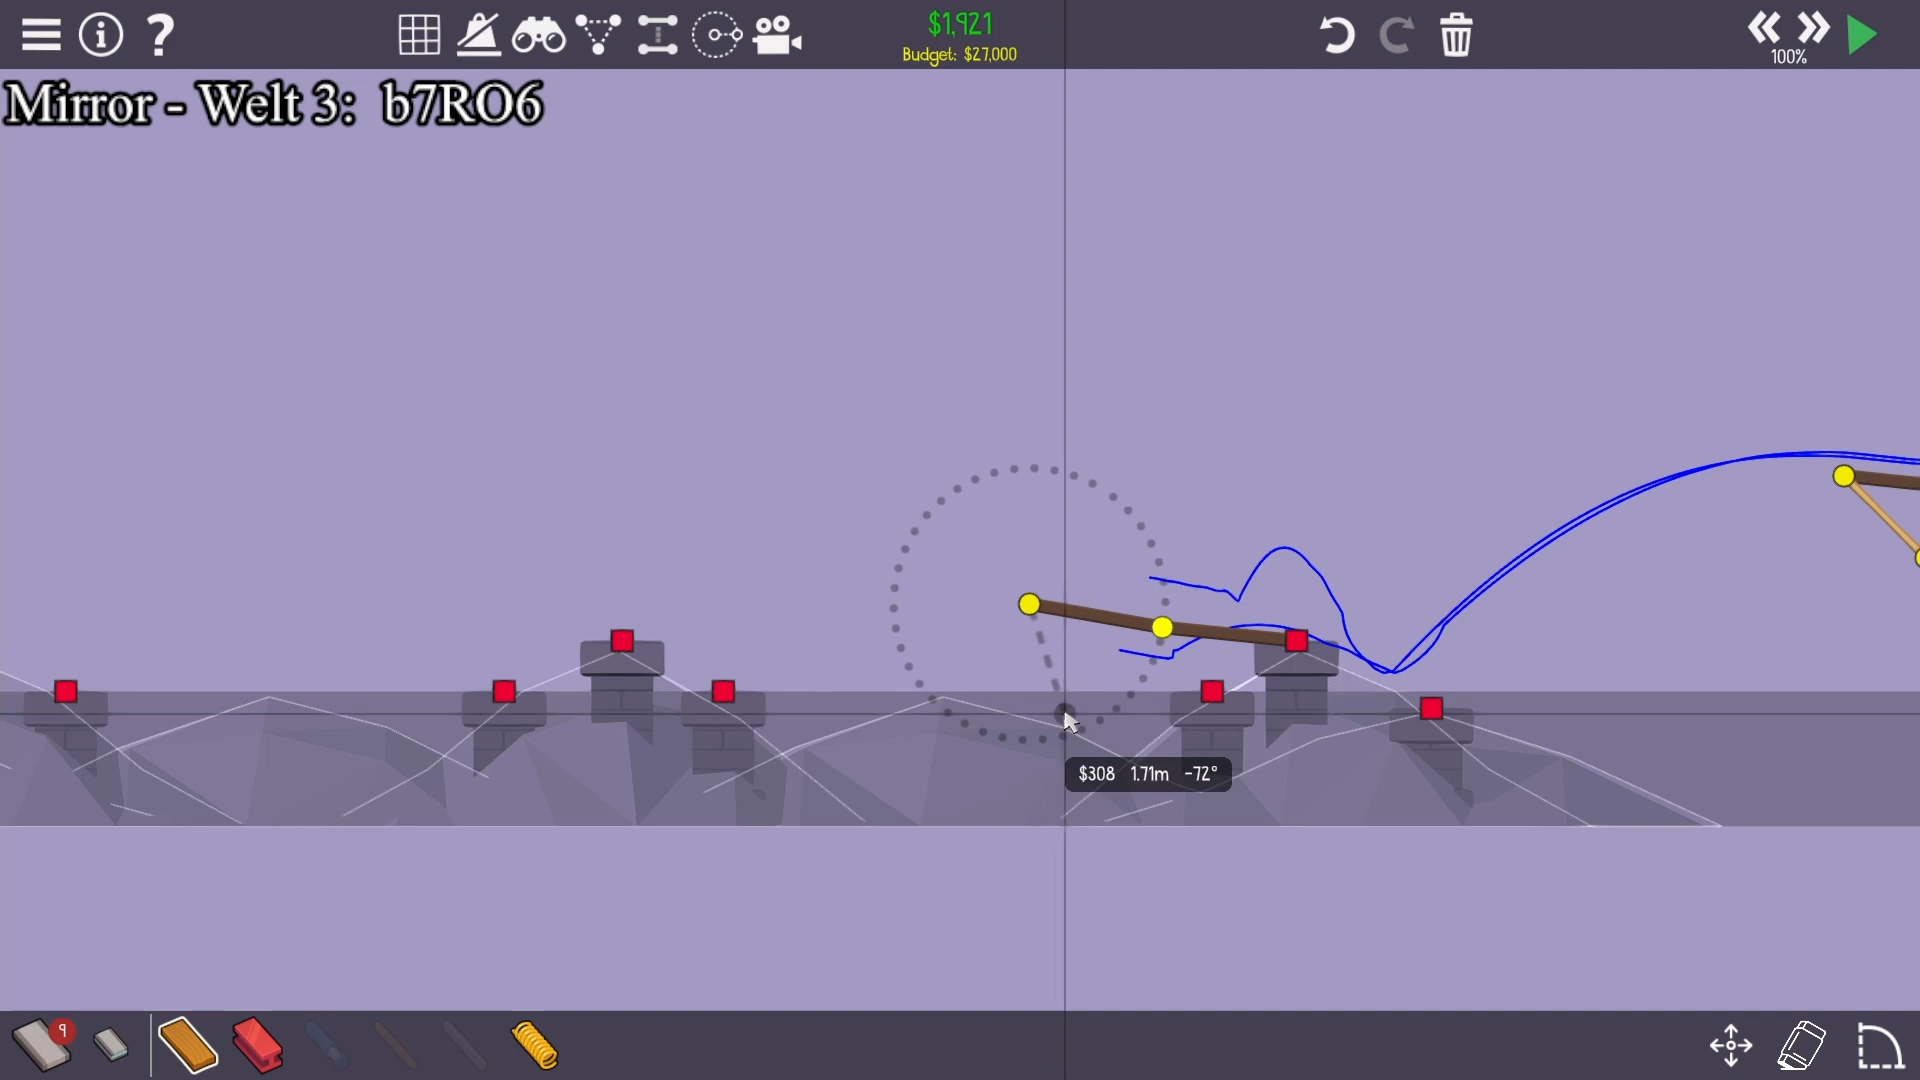 $1,921
Budget: $27,000
100%
Mirror - Welt 3: b7RO6
$308 1.71m -72°
9